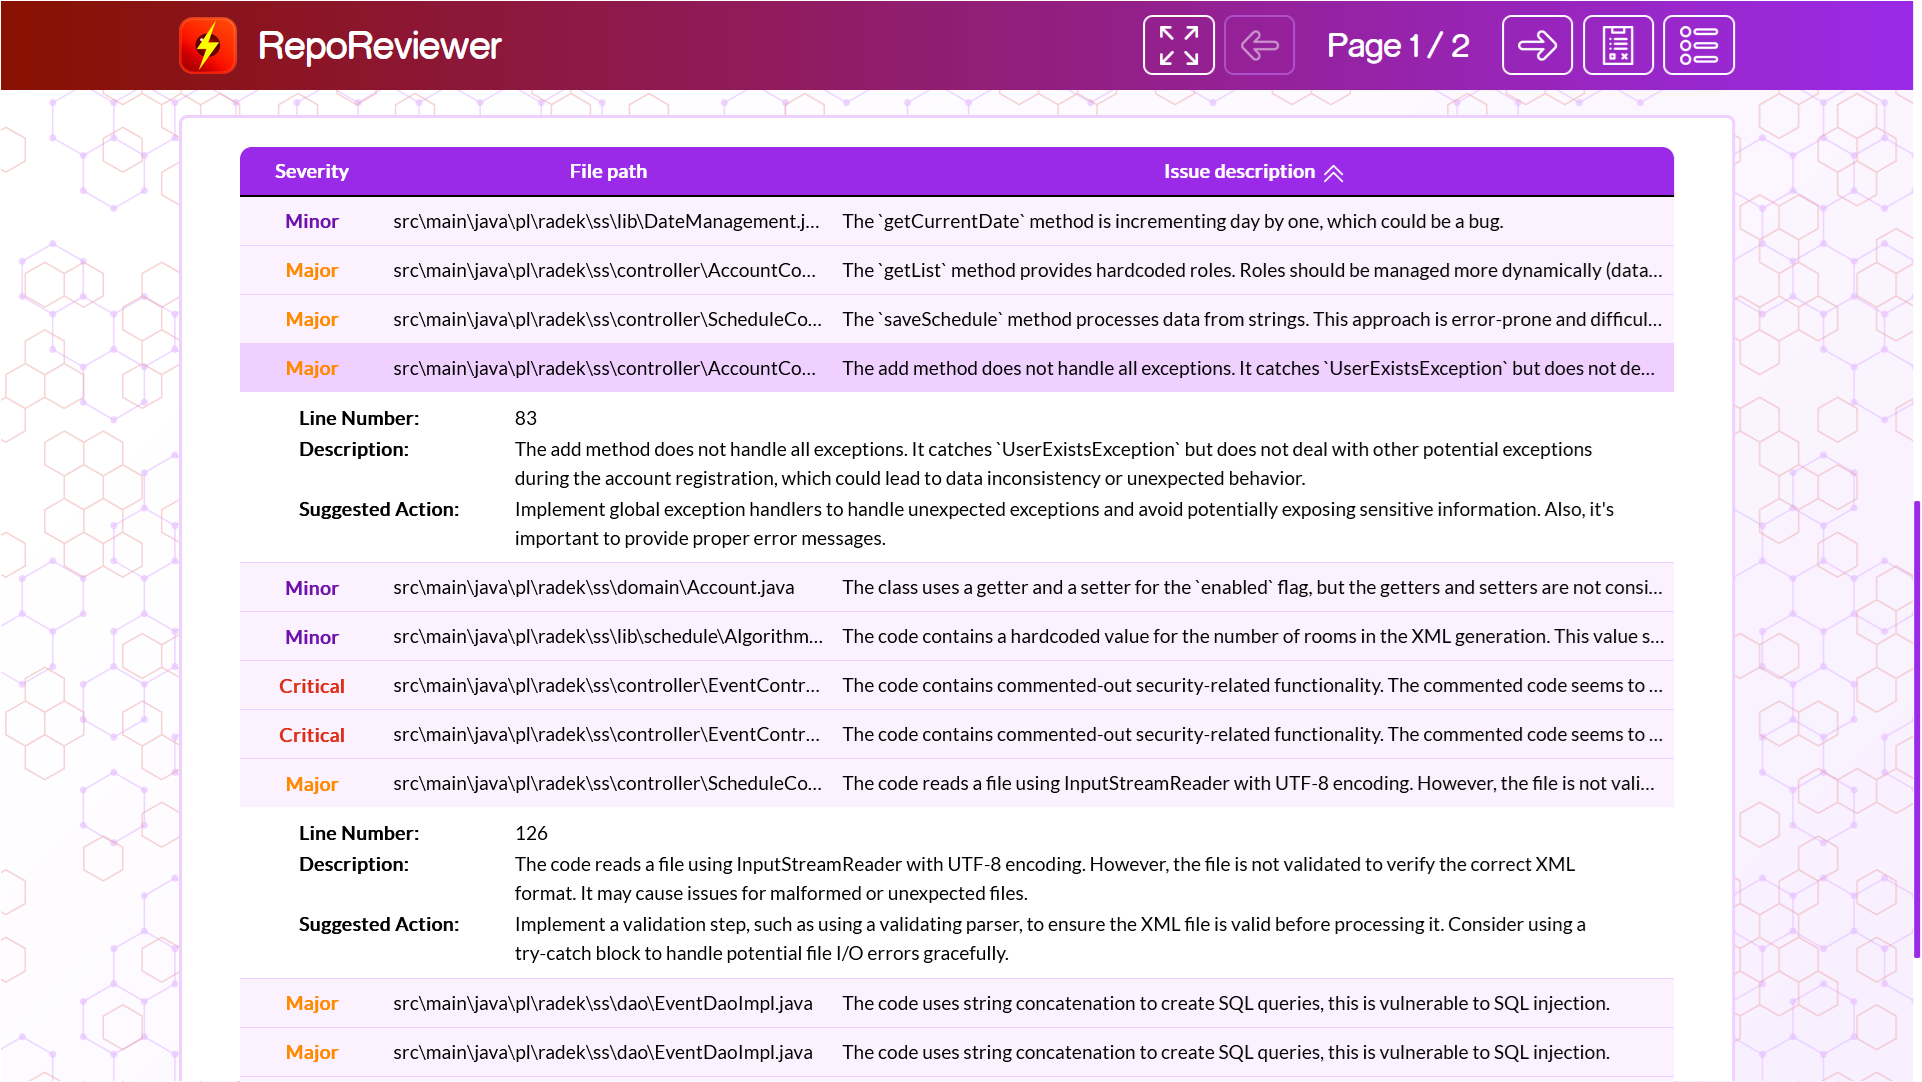 RepoReviewer
Page 1 / 2
Severity File path Issue description
Minor src\main\java\pl\radek\ss\lib\DateManagement.j... The `getCurrentDate` method is incrementing day by one, which could be a bug.
Major src\main\java\pl\radek\ss\controller\AccountCo... The `getList` method provides hardcoded roles. Roles should be managed more dynamically (data...
Major src\main\java\pl\radek\ss\controller\ScheduleCo... The `saveSchedule` method processes data from strings. This approach is error-prone and difficul...
Major src\main\java\pl\radek\ss\controller\AccountCo... The add method does not handle all exceptions. It catches `UserExistsException` but does not de...
Line Number: 83
Description: The add method does not handle all exceptions. It catches `UserExistsException` but does not deal with other potential exceptions
during the account registration, which could lead to data inconsistency or unexpected behavior.
Suggested Action: Implement global exception handlers to handle unexpected exceptions and avoid potentially exposing sensitive information. Also, it's
important to provide proper error messages.
Minor src\main\java\pl\radek\ss\domain\Account.java The class uses a getter and a setter for the `enabled` flag, but the getters and setters are not consi...
Minor src\main\java\pl\radek\ss\lib\schedule\Algorithm... The code contains a hardcoded value for the number of rooms in the XML generation. This value s...
Critical src\main\java\pl\radek\ss\controller\EventContr... The code contains commented-out security-related functionality. The commented code seems to ...
Critical src\main\java\pl\radek\ss\controller\EventContr... The code contains commented-out security-related functionality. The commented code seems to ...
Major src\main\java\pl\radek\ss\controller\ScheduleCo... The code reads a file using InputStreamReader with UTF-8 encoding. However, the file is not vali...
Line Number: 126
Description: The code reads a file using InputStreamReader with UTF-8 encoding. However, the file is not validated to verify the correct XML
format. It may cause issues for malformed or unexpected files.
Suggested Action: Implement a validation step, such as using a validating parser, to ensure the XML file is valid before processing it. Consider using a
try-catch block to handle potential file I/O errors gracefully.
Major src\main\java\pl\radek\ss\dao\EventDaoImpl.java The code uses string concatenation to create SQL queries, this is vulnerable to SQL injection.
Major src\main\java\pl\radek\ss\dao\EventDaoImpl.java The code uses string concatenation to create SQL queries, this is vulnerable to SQL injection.